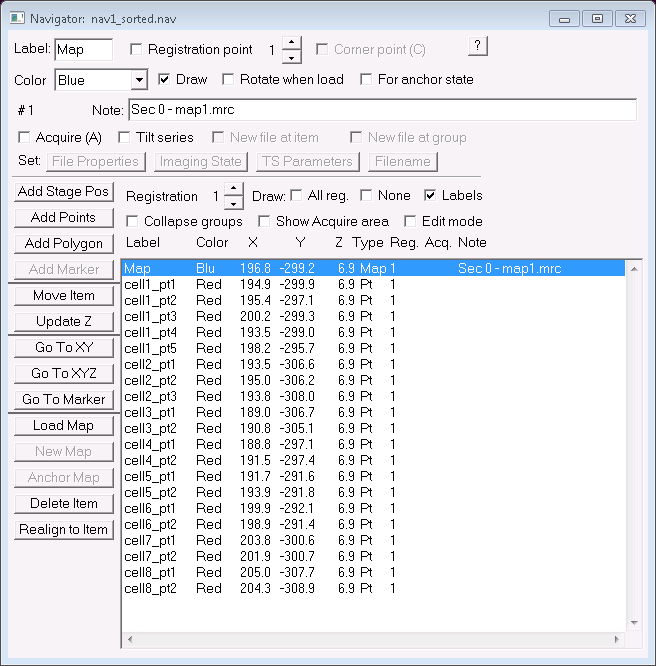 Navigator: nav1_sorted.nav
Label: Map Registration point 1 Corner point (C) ?
Color Blue Draw Rotate when load For anchor state
# 1 Note: Sec 0 - map1.mrc
Acquire (A) Tilt series New file at item New file at group
Set: File Properties Imaging State TS Parameters Filename
Add Stage Pos Registration 1 Draw: All reg. None Labels
Add Points Collapse groups Show Acquire area Edit mode
Add Polygon Label Color X Y Z Type Reg. Acq. Note
Add Marker Map Blu 196.8 -299.2 6.9 Map 1 Sec 0 - map1.mrc
cell1_pt1 Red 194.9 -299.9 6.9 Pt 1
Move Item cell1_pt2 Red 195.4 -297.1 6.9 Pt 1
cell1_pt3 Red 200.2 -299.3 6.9 Pt 1
Update Z cell1_pt4 Red 193.5 -299.0 6.9 Pt 1
Go To XY cell1_pt5 Red 198.2 -295.7 6.9 Pt 1
cell2_pt1 Red 193.5 -306.6 6.9 Pt 1
Go To XYZ cell2_pt2 Red 195.0 -306.2 6.9 Pt 1
Go To Marker cell2_pt3 Red 193.8 -308.0 6.9 Pt 1
cell3_pt1 Red 189.0 -306.7 6.9 Pt 1
Load Map cell3_pt2 Red 190.8 -305.1 6.9 Pt 1
cell4_pt1 Red 188.8 -297.1 6.9 Pt 1
New Map cell4_pt2 Red 191.5 -297.4 6.9 Pt 1
Anchor Map cell5_pt1 Red 191.7 -291.6 6.9 Pt 1
cell5_pt2 Red 193.9 -291.8 6.9 Pt 1
Delete Item cell6_pt1 Red 199.9 -292.1 6.9 Pt 1
Realign to Item cell6_pt2 Red 198.9 -291.4 6.9 Pt 1
cell7_pt1 Red 203.8 -300.6 6.9 Pt 1
cell7_pt2 Red 201.9 -300.7 6.9 Pt 1
cell8_pt1 Red 205.0 -307.7 6.9 Pt 1
cell8_pt2 Red 204.3 -308.9 6.9 Pt 1